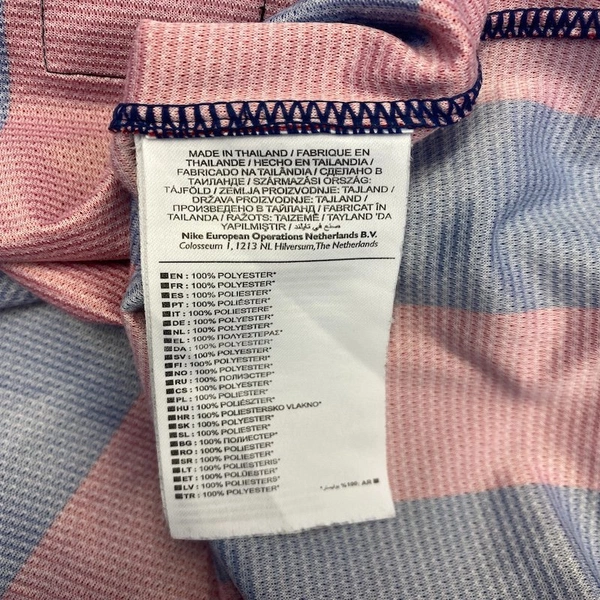 MADE IN THAILAND / FABRIQUE EN
THAILANDE / HECHO EN TAILANDIA /
FABRICADO NA TAILÂNDIA / СДЕЛАНО В
ТАИЛАНДЕ / SZÁRMAZÁSI ORSZÁG:
TÁJFÖLD / ZEMLJA PROIZVODNJE: TAJLAND /
DRŽAVA PROIZVODNJE: TAJLAND /
ПРОИЗВЕДЕНО В ТАЙЛАНД / FABRICAT ÎN
TAILANDA / RAŽOTS: TAIZEMĒ / TAYLAND 'DA
YAPILMIŞTIR / صنع في تايلند
Nike European Operations Netherlands B.V.
Colosseum 1, 1213 NL Hilversum, The Netherlands
EN : 100% POLYESTER*
FR : 100% POLYESTER*
ES : 100% POLIÉSTER*
PT : 100% POLIÉSTER*
IT : 100% POLIESTERE*
DE : 100% POLYESTER*
NL : 100% POLYESTER*
EL : 100% ΠΟΛΥΕΣΤΕΡΑΣ*
DA : 100% POLYESTER*
SV : 100% POLYESTER*
FI : 100% POLYESTERI*
NO : 100% POLYESTER*
RU : 100% ПОЛИЭСТЕР*
CS : 100% POLYESTER*
PL : 100% POLIESTER*
HU : 100% POLIÉSZTER*
HR : 100% POLIESTERSKO VLAKNO*
SK : 100% POLYESTER*
SL : 100% POLIESTER*
BG : 100% ПОЛИЕСТЕР*
RO : 100% POLIESTER*
SR : 100% POLIESTER*
LT : 100% POLIESTERIS*
ET : 100% POLÜESTER*
LV : 100% POLIESTERS*
TR : 100% POLYESTER*
AR : 100% بوليستر*